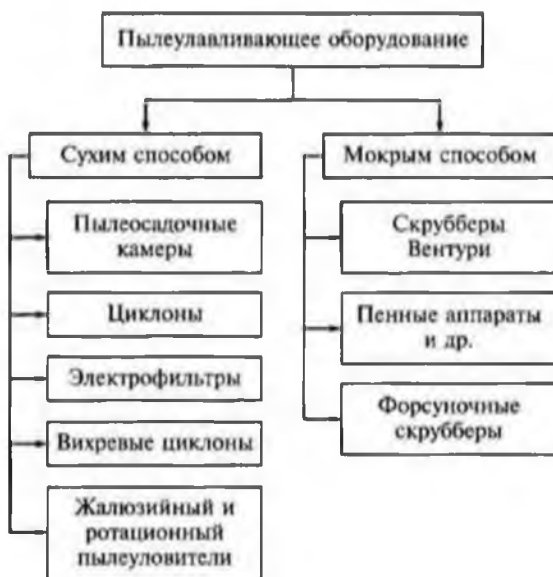 Пылеулавливающее оборудование
Сухим способом
Пылеосадочные
камеры
Циклоны
Электрофильтры
Вихревые циклоны
Жалюзийный и
ротационный
пылеуловители
Мокрым способом
Скрубберы
Вентури
Пенные аппараты
и др.
Форсуночные
скрубберы